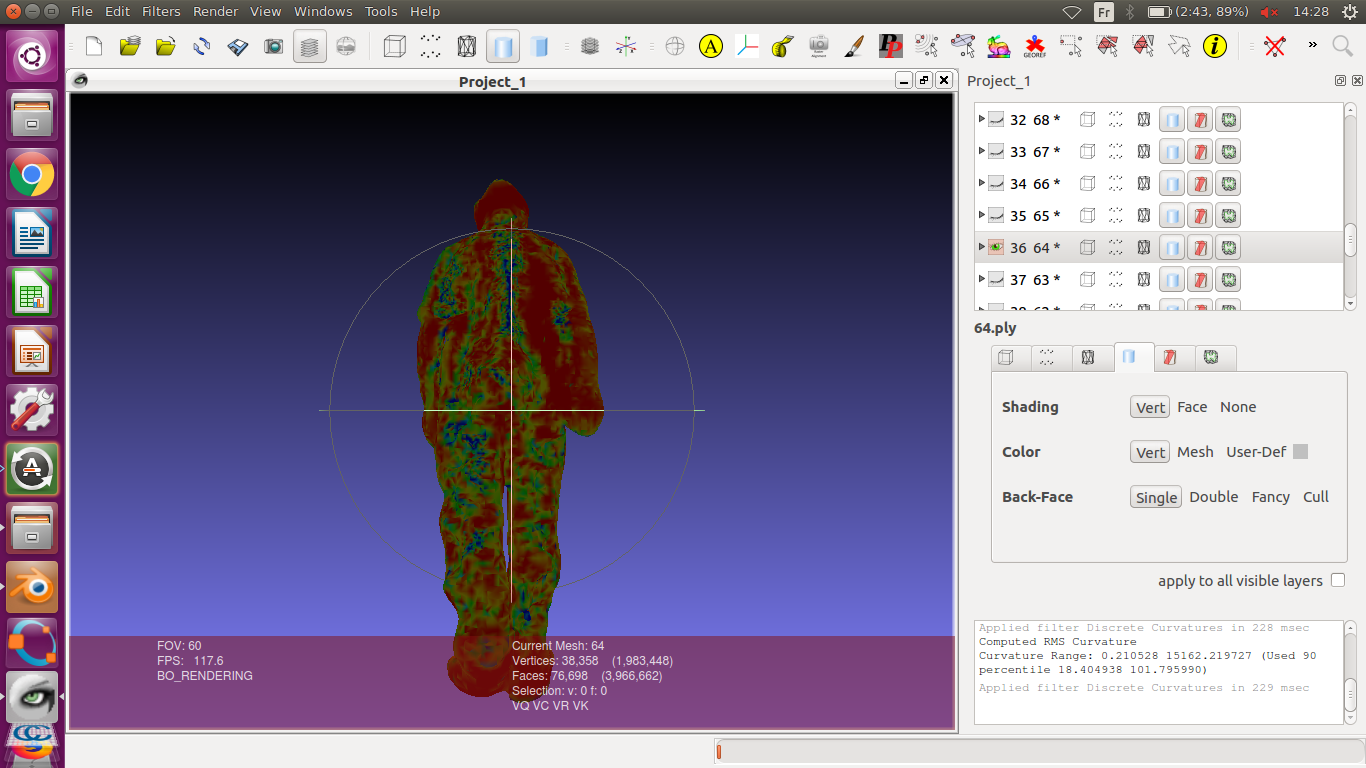 File Edit Filters Render View Windows Tools Help
Fr (2:43, 89%) 14:28
A PP GEOREF i »
Project_1
Project_1
32 68 *
33 67 *
34 66 *
35 65 *
36 64 *
37 63 *
64.ply
Shading Vert Face None
Color Vert Mesh User-Def
Back-Face Single Double Fancy Cull
apply to all visible layers
Applied filter Discrete Curvatures in 228 msec
Computed RMS Curvature
Curvature Range: 0.210528 15162.219727 (Used 90
percentile 18.404938 101.795990)
Applied filter Discrete Curvatures in 229 msec
FOV: 60
FPS: 117.6
BO_RENDERING
Current Mesh: 64
Vertices: 38,358 (1,983,448)
Faces: 76,698 (3,966,662)
Selection: v: 0 f: 0
VQ VC VR VK